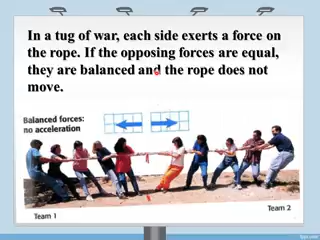 In a tug of war, each side exerts a force on
the rope. If the opposing forces are equal,
they are balanced and the rope does not
move.
Balanced forces:
no acceleration
Team 1
Team 2